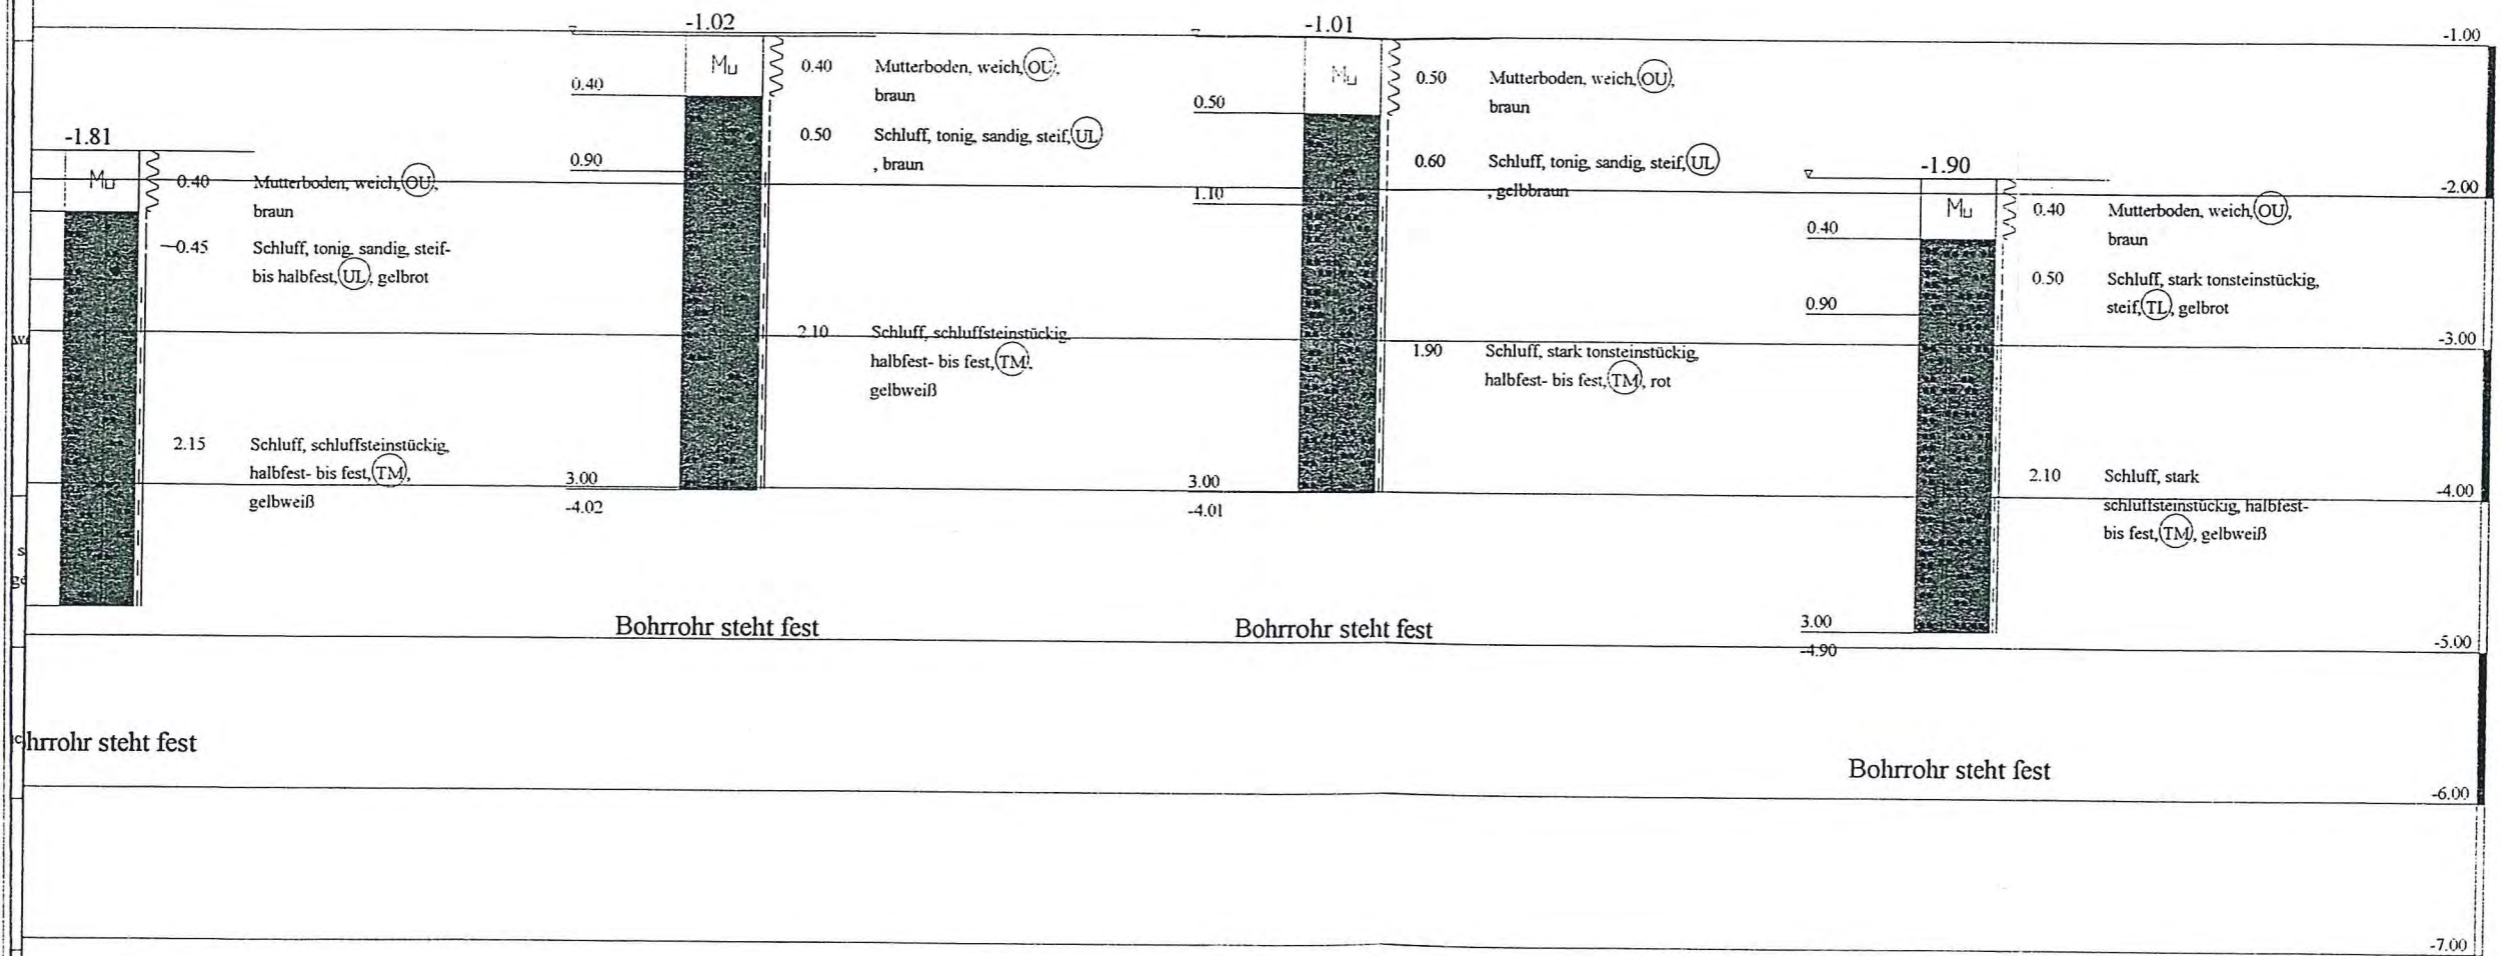 -1.81
Mu
0.40 Mutterboden, weich, OU,
braun
0.45 Schluff, tonig, sandig, steif-
bis halbfest, UL, gelbrot
2.15 Schluff, schluffsteinstückig,
halbfest- bis fest, TM,
gelbweiß
hrrohr steht fest
-1.02
Mu
0.40
0.90
3.00
-4.02
0.40 Mutterboden, weich, OU,
braun
0.50 Schluff, tonig, sandig, steif, UL
, braun
2.10 Schluff, schluffsteinstückig,
halbfest- bis fest, TM,
gelbweiß
Bohrrohr steht fest
-1.01
Mu
0.50
1.10
3.00
-4.01
0.50 Mutterboden, weich, OU,
braun
0.60 Schluff, tonig, sandig, steif, UL
, gelbbraun
1.90 Schluff, stark tonsteinstückig,
halbfest- bis fest, TM, rot
Bohrrohr steht fest
-1.90
Mu
0.40
0.90
3.00
-4.90
0.40 Mutterboden, weich, OU,
braun
0.50 Schluff, stark tonsteinstückig,
steif, TL, gelbrot
2.10 Schluff, stark
schluffsteinstückig, halbfest-
bis fest, TM, gelbweiß
Bohrrohr steht fest
-1.00
-2.00
-3.00
-4.00
-5.00
-6.00
-7.00